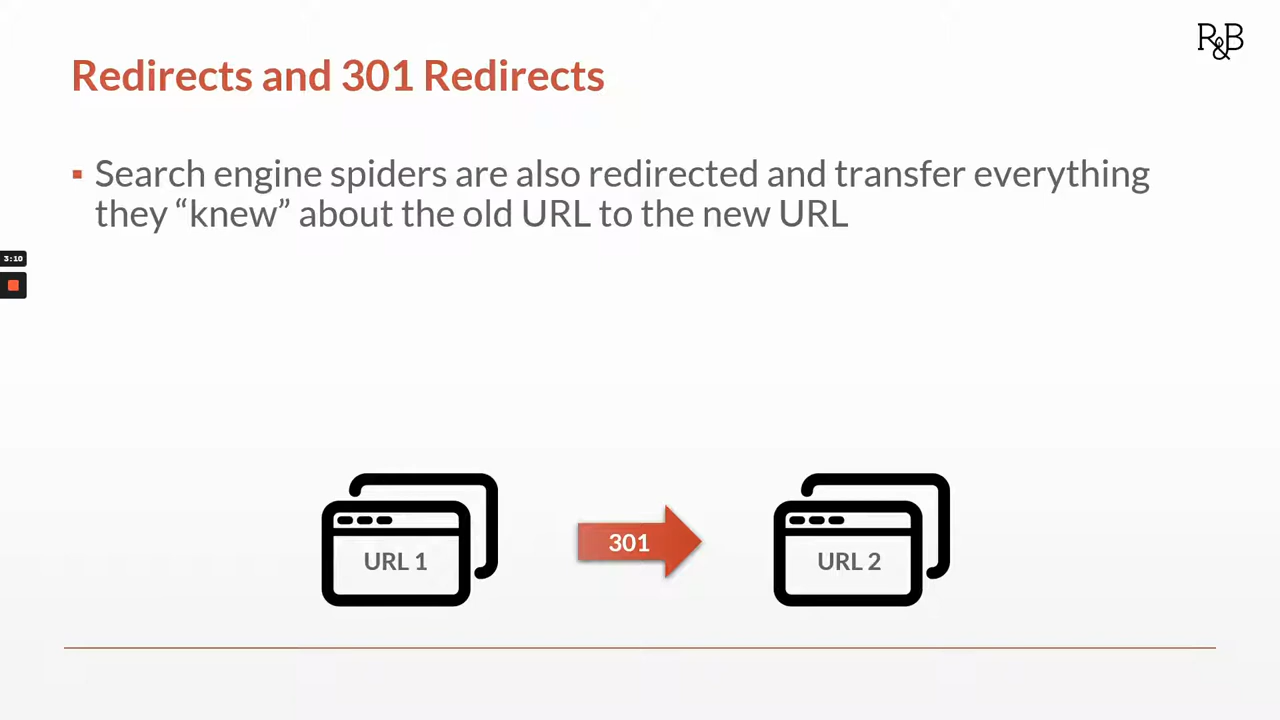 R&B
Redirects and 301 Redirects
Search engine spiders are also redirected and transfer everything
they “knew” about the old URL to the new URL
3:10
URL 1
301
URL 2